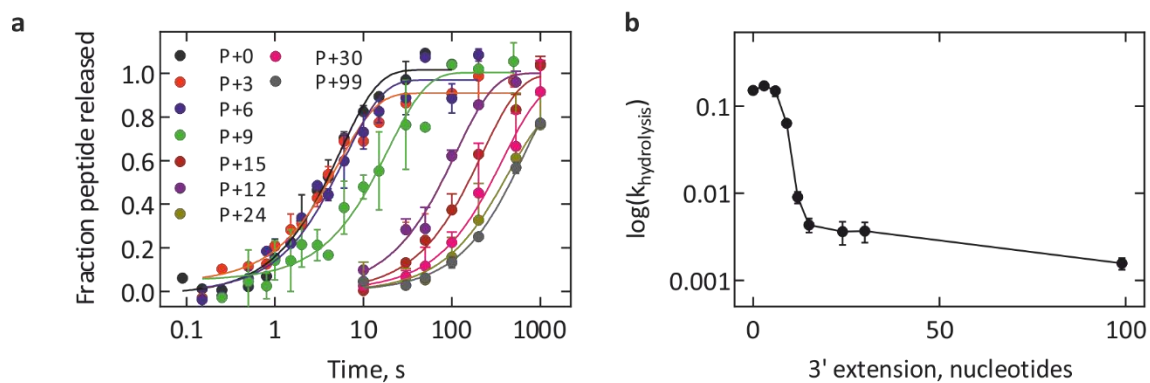 a
Fraction peptide released
1.0
0.8
0.6
0.4
0.2
0.0
P+0
P+3
P+6
P+9
P+15
P+12
P+24
P+30
P+99
0.1 1 10 100 1000
Time, s
b
log(khydrolysis)
0.1
0.01
0.001
0 50 100
3' extension, nucleotides